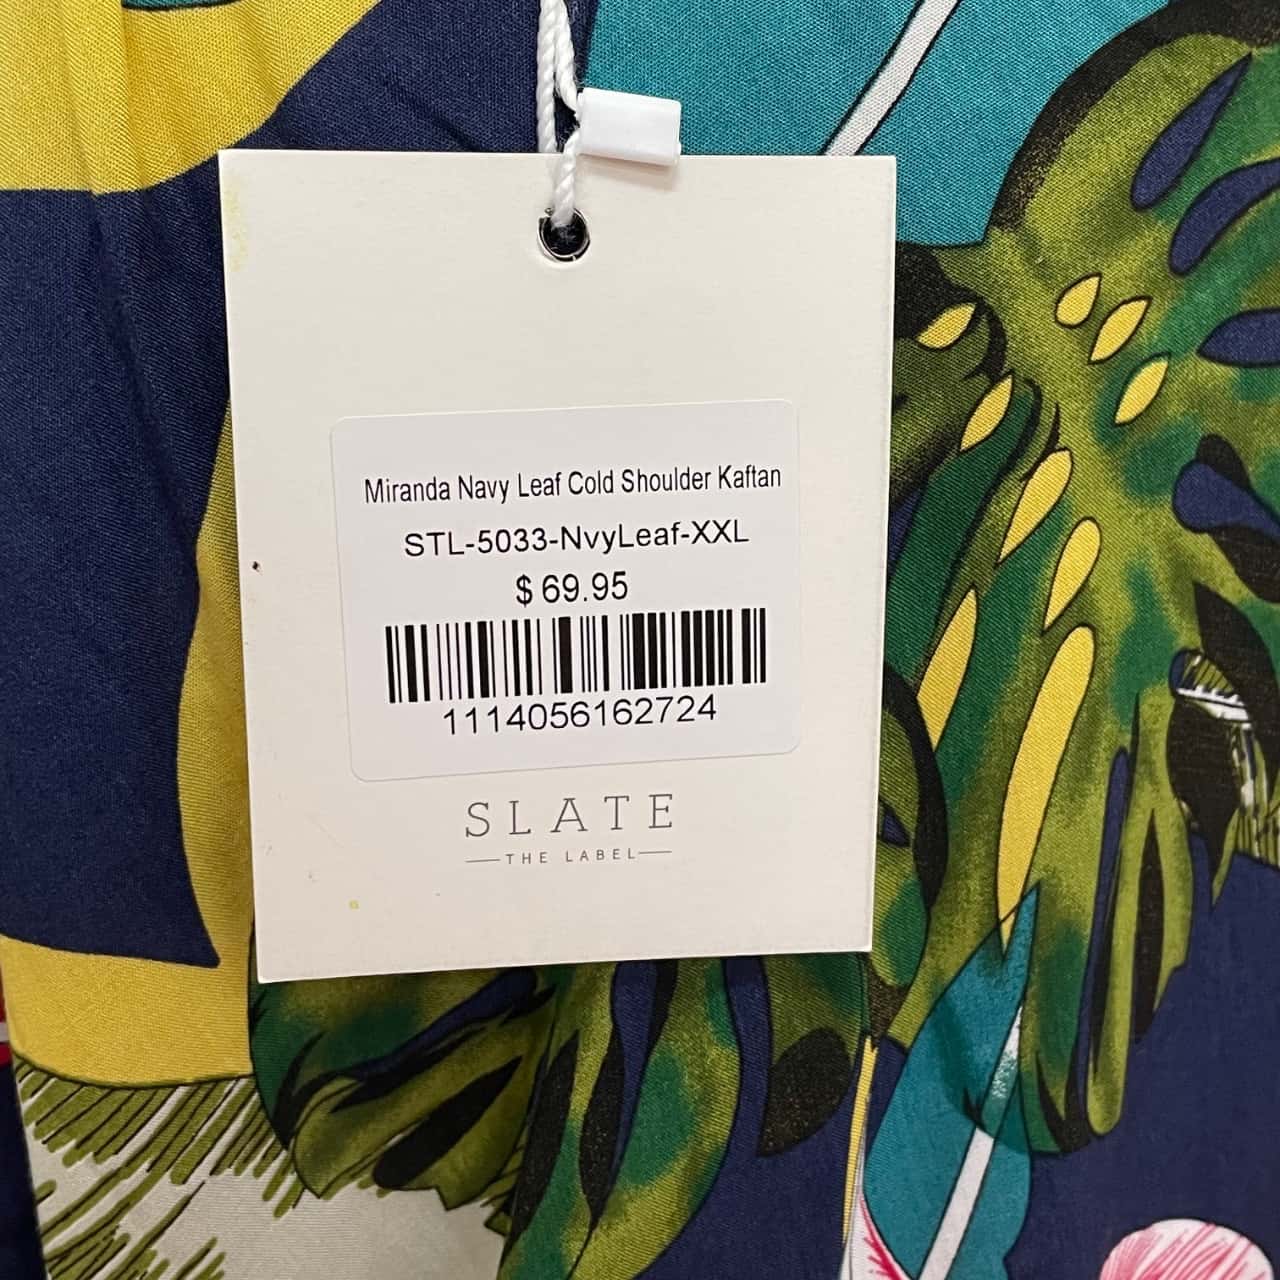 Miranda Navy Leaf Cold Shoulder Kaftan
STL-5033-NvyLeaf-XXL
$ 69.95
1114056162724
SLATE
THE LABEL